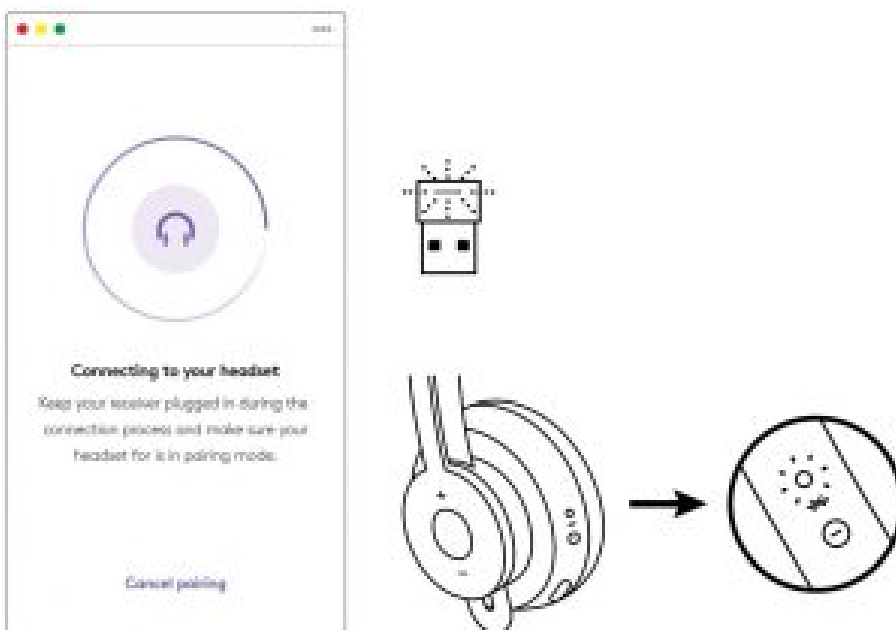 Connecting to your headset
Keep your receiver plugged in during the
connection process and make sure your
headset for is in pairing mode.
Cancel pairing